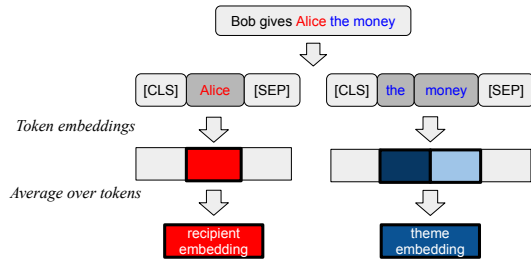 Bob gives Alice the money
[CLS] Alice [SEP]
[CLS] the money [SEP]
Token embeddings
Average over tokens
recipient
embedding
theme
embedding